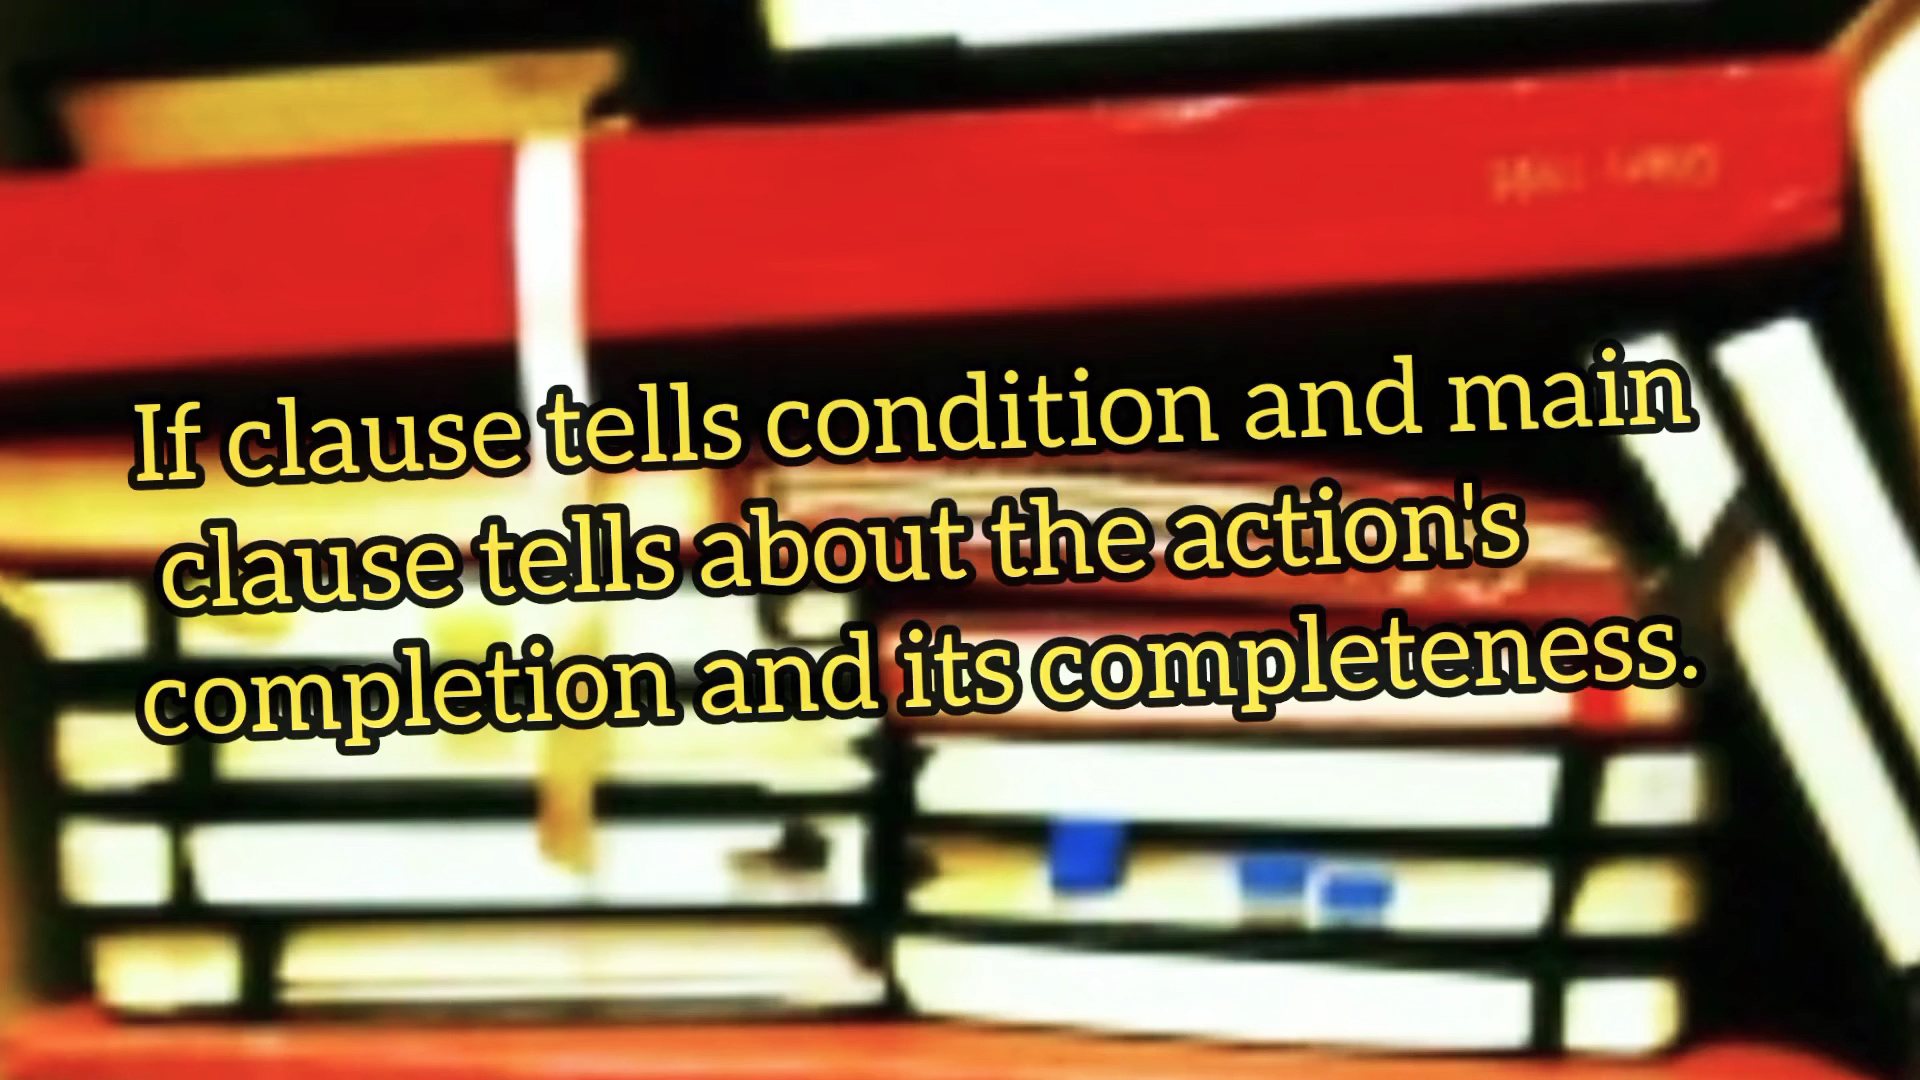 If clause tells condition and main
clause tells about the action's
completion and its completeness.